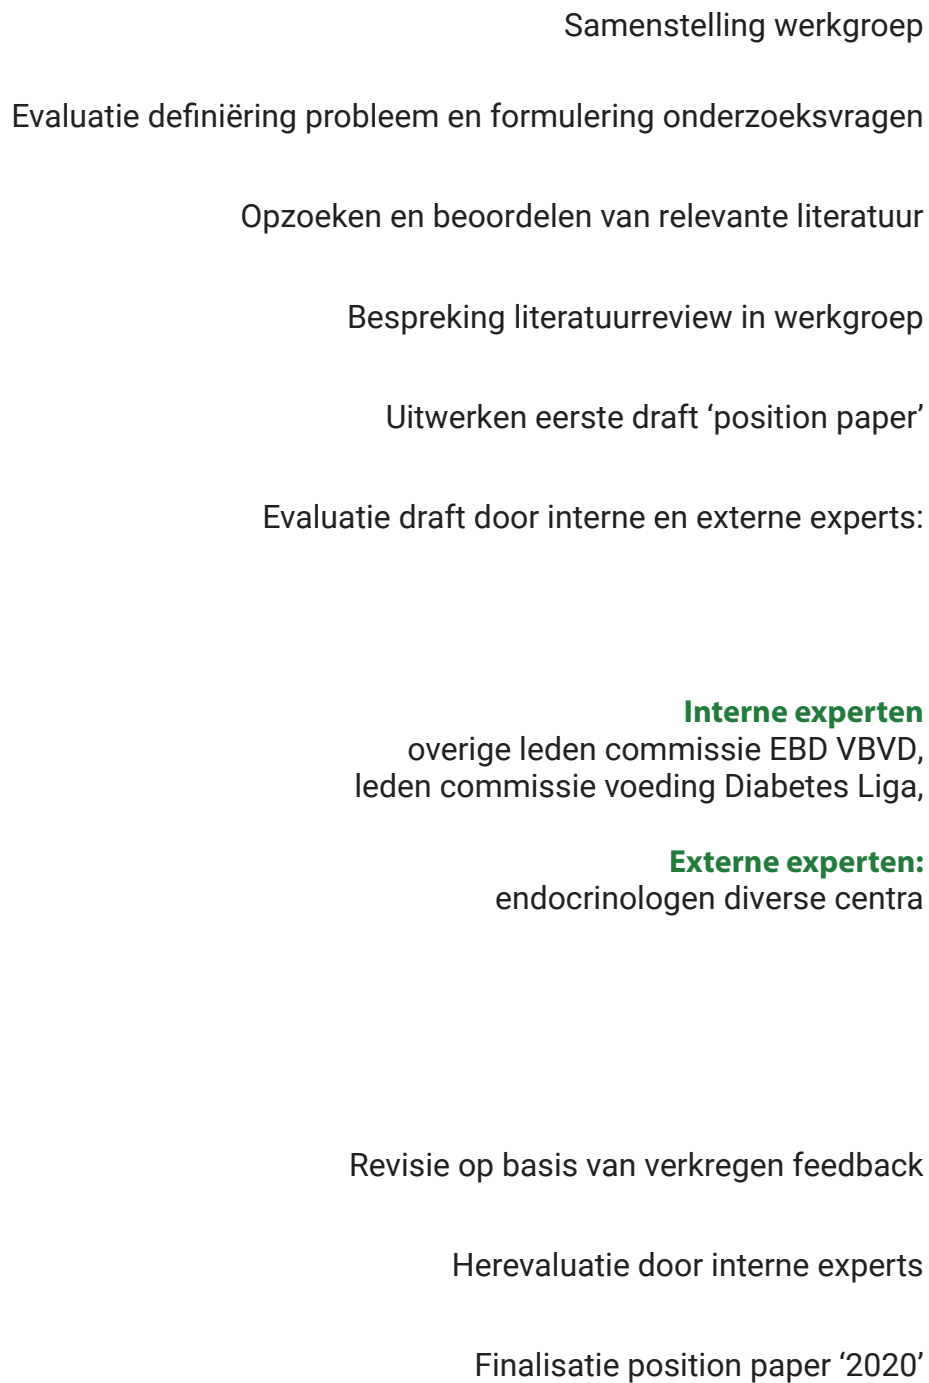 Samenstelling werkgroep
Evaluatie definiëring probleem en formulering onderzoeksvragen
Opzoeken en beoordelen van relevante literatuur
Bespreking literatuurreview in werkgroep
Uitwerken eerste draft ‘position paper’
Evaluatie draft door interne en externe experts:
Interne experten
overige leden commissie EBD VBVD,
leden commissie voeding Diabetes Liga,
Externe experten:
endocrinologen diverse centra
Revisie op basis van verkregen feedback
Herevaluatie door interne experts
Finalisatie position paper ‘2020’